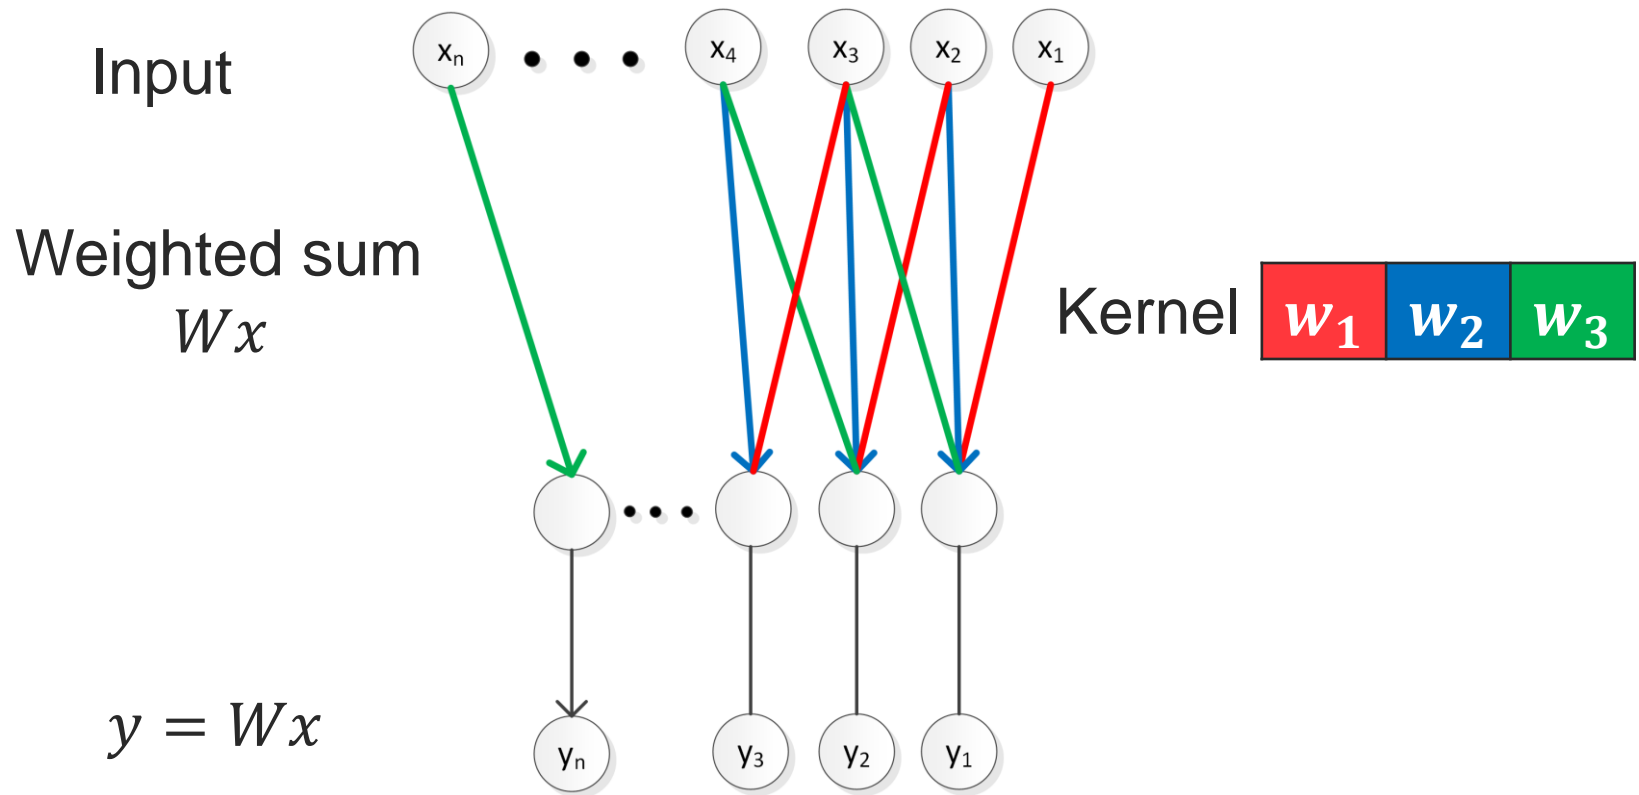 Input
xₙ x₄ x₃ x₂ x₁
Weighted sum
Wx
Kernel w₁ w₂ w₃
y = Wx
yₙ y₃ y₂ y₁